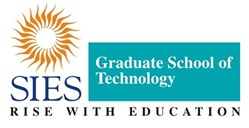 SIES
Graduate School of
Technology
RISE WITH EDUCATION